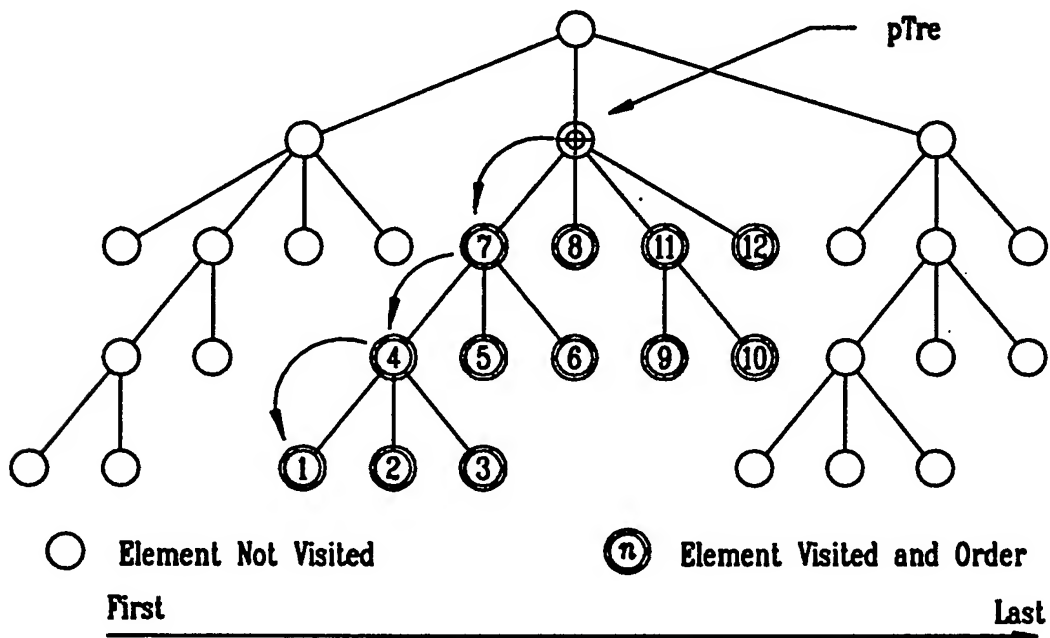 pTre
7 8 11 12
4 5 6 9 10
1 2 3
Element Not Visited
n Element Visited and Order
First Last